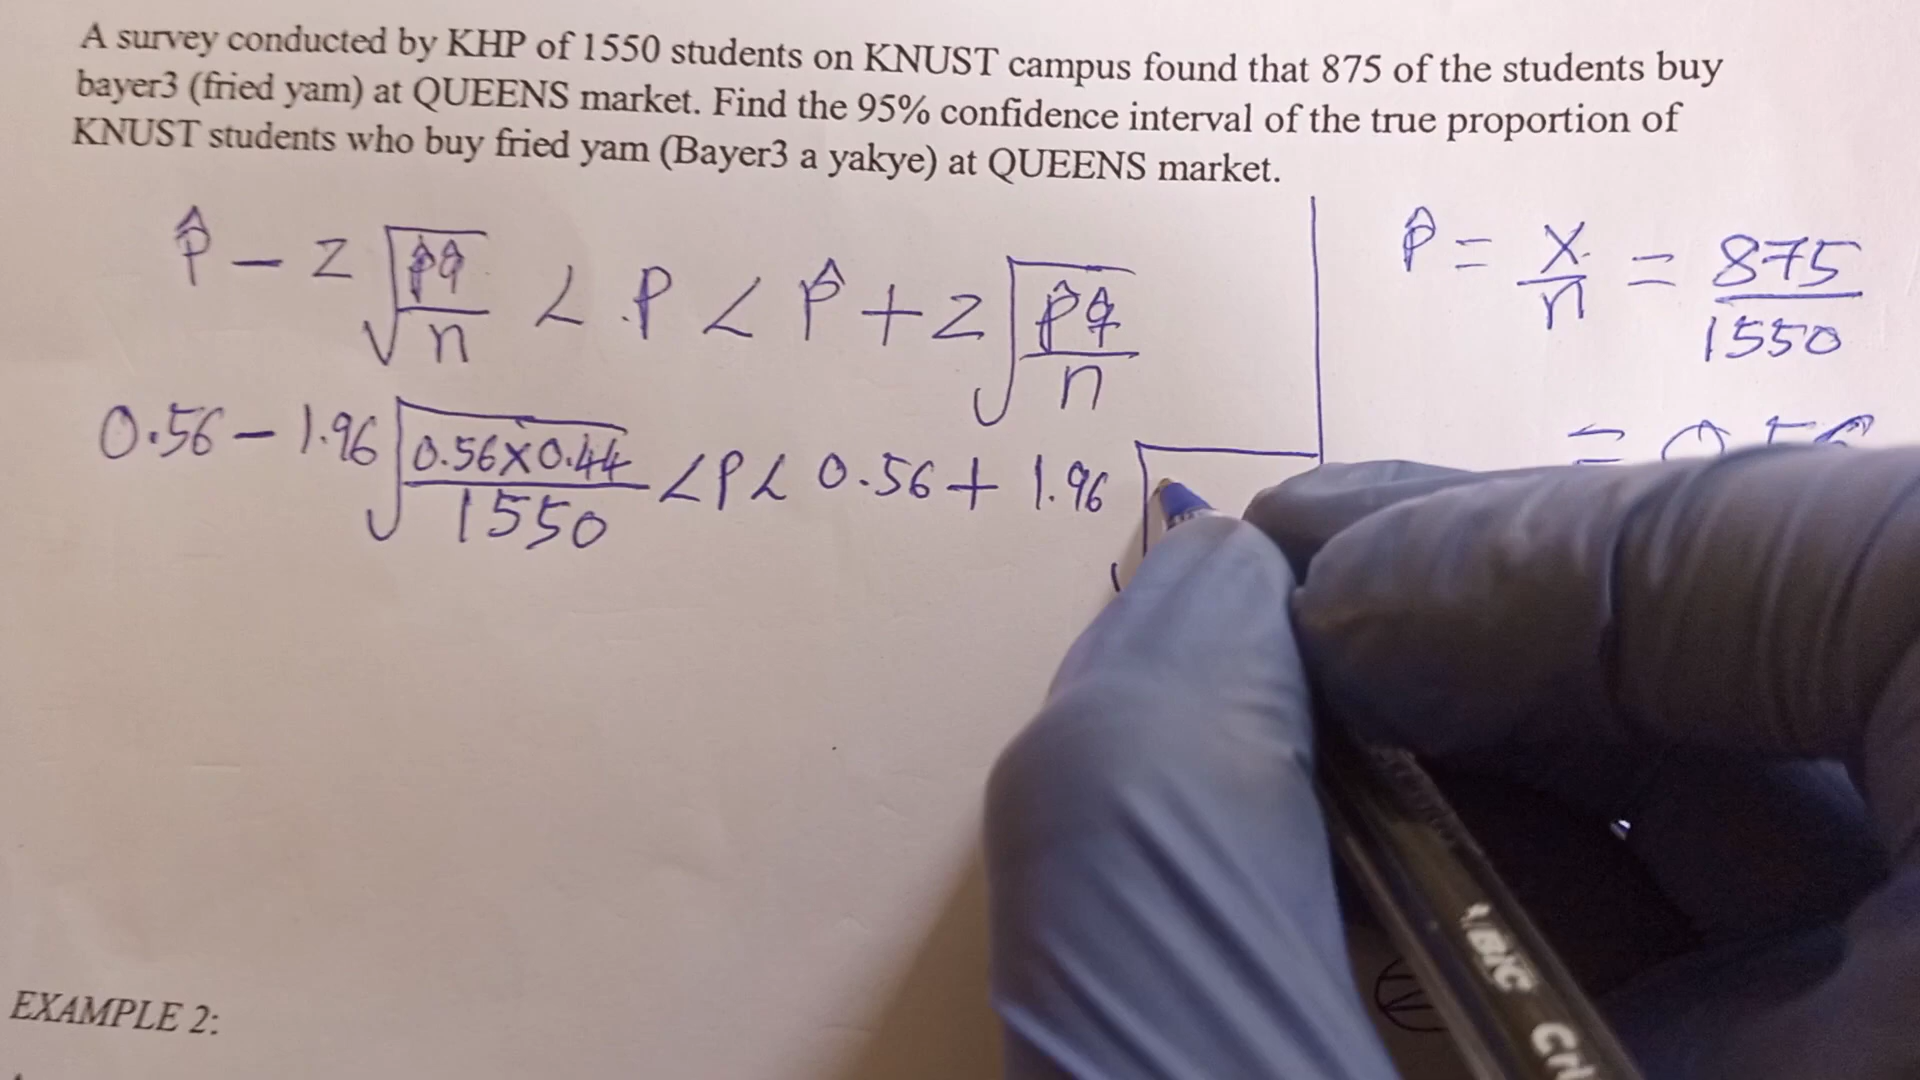 A survey conducted by KHP of 1550 students on KNUST campus found that 875 of the students buy
bayer3 (fried yam) at QUEENS market. Find the 95% confidence interval of the true proportion of
KNUST students who buy fried yam (Bayer3 a yakye) at QUEENS market.
p̂ - z √(p̂q̂/n) < P < p̂ + z √(p̂q̂/n)
p̂ = x/n = 875/1550
= 0.56
0.56 - 1.96 √(0.56×0.44/1550) < P < 0.56 + 1.96 √
EXAMPLE 2:
BIC